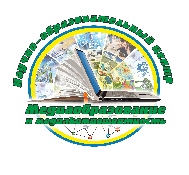 Научно-образовательный центр
Медиаобразование
и медиакомпетентность